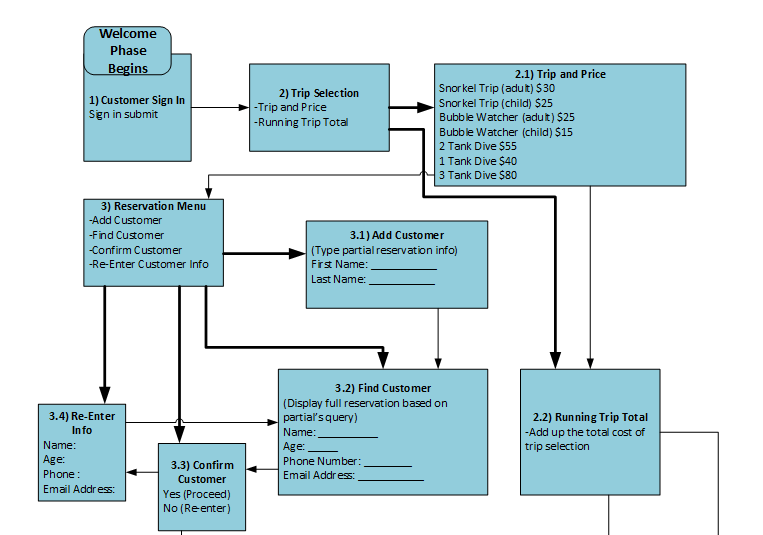 Welcome
Phase
Begins
1) Customer Sign In
Sign in submit
2) Trip Selection
-Trip and Price
-Running Trip Total
2.1) Trip and Price
Snorkel Trip (adult) $30
Snorkel Trip (child) $25
Bubble Watcher (adult) $25
Bubble Watcher (child) $15
2 Tank Dive $55
1 Tank Dive $40
3 Tank Dive $80
3) Reservation Menu
-Add Customer
-Find Customer
-Confirm Customer
-Re-Enter Customer Info
3.1) Add Customer
(Type partial reservation info)
First Name: ___________
Last Name: ___________
3.4) Re-Enter
Info
Name:
Age:
Phone :
Email Address:
3.3) Confirm
Customer
Yes (Proceed)
No (Re-enter)
3.2) Find Customer
(Display full reservation based on
partial's query)
Name: __________
Age: _____
Phone Number: ________
Email Address: ___________
2.2) Running Trip Total
-Add up the total cost of
trip selection